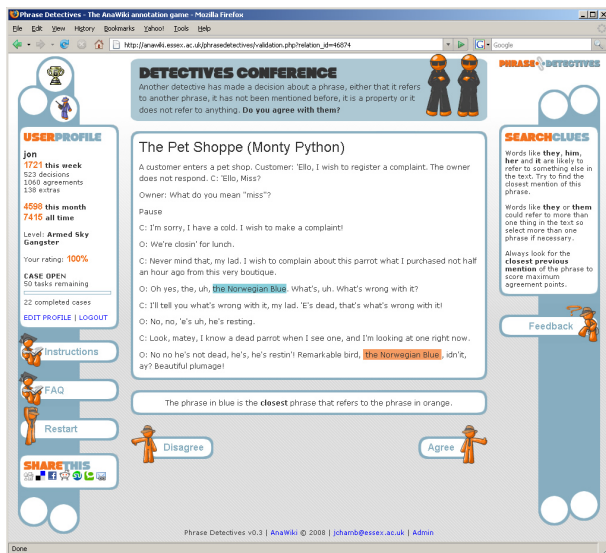 Phrase Detectives - The AnaWiki annotation game - Mozilla Firefox
File Edit View History Bookmarks Yahoo! Tools Help
http://anawiki.essex.ac.uk/phrasedetectives/validation.php?relation_id=46874
Google
DETECTIVES CONFERENCE
Another detective has made a decision about a phrase, either that it refers
to another phrase, it has not been mentioned before, it is a property or it
does not refer to anything. Do you agree with them?
PHRASE DETECTIVES
USERPROFILE
jon
1721 this week
523 decisions
1060 agreements
138 extras
4598 this month
7415 all time
Level: Armed Sky
Gangster
Your rating: 100%
CASE OPEN
50 tasks remaining
22 completed cases
EDIT PROFILE | LOGOUT
Instructions
FAQ
Restart
SHARETHIS
The Pet Shoppe (Monty Python)
A customer enters a pet shop. Customer: 'Ello, I wish to register a complaint. The owner
does not respond. C: 'Ello, Miss?
Owner: What do you mean "miss"?
Pause
C: I'm sorry, I have a cold. I wish to make a complaint!
O: We're closin' for lunch.
C: Never mind that, my lad. I wish to complain about this parrot what I purchased not half
an hour ago from this very boutique.
O: Oh yes, the, uh, the Norwegian Blue. What's, uh. What's wrong with it?
C: I'll tell you what's wrong with it, my lad. 'E's dead, that's what's wrong with it!
O: No, no, 'e's uh, he's resting.
C: Look, matey, I know a dead parrot when I see one, and I'm looking at one right now.
O: No no he's not dead, he's, he's restin'! Remarkable bird, the Norwegian Blue , idn'it,
ay? Beautiful plumage!
The phrase in blue is the closest phrase that refers to the phrase in orange.
Disagree
Agree
SEARCHCLUES
Words like they, him,
her and it are likely to
refer to something else in
the text. Try to find the
closest mention of this
phrase.
Words like they or them
could refer to more than
one thing in the text so
select more than one
phrase if necessary.
Always look for the
closest previous
mention of the phrase to
score maximum
agreement points.
Feedback
Phrase Detectives v0.3 | AnaWiki © 2008 | jchamb@essex.ac.uk | Admin
Done